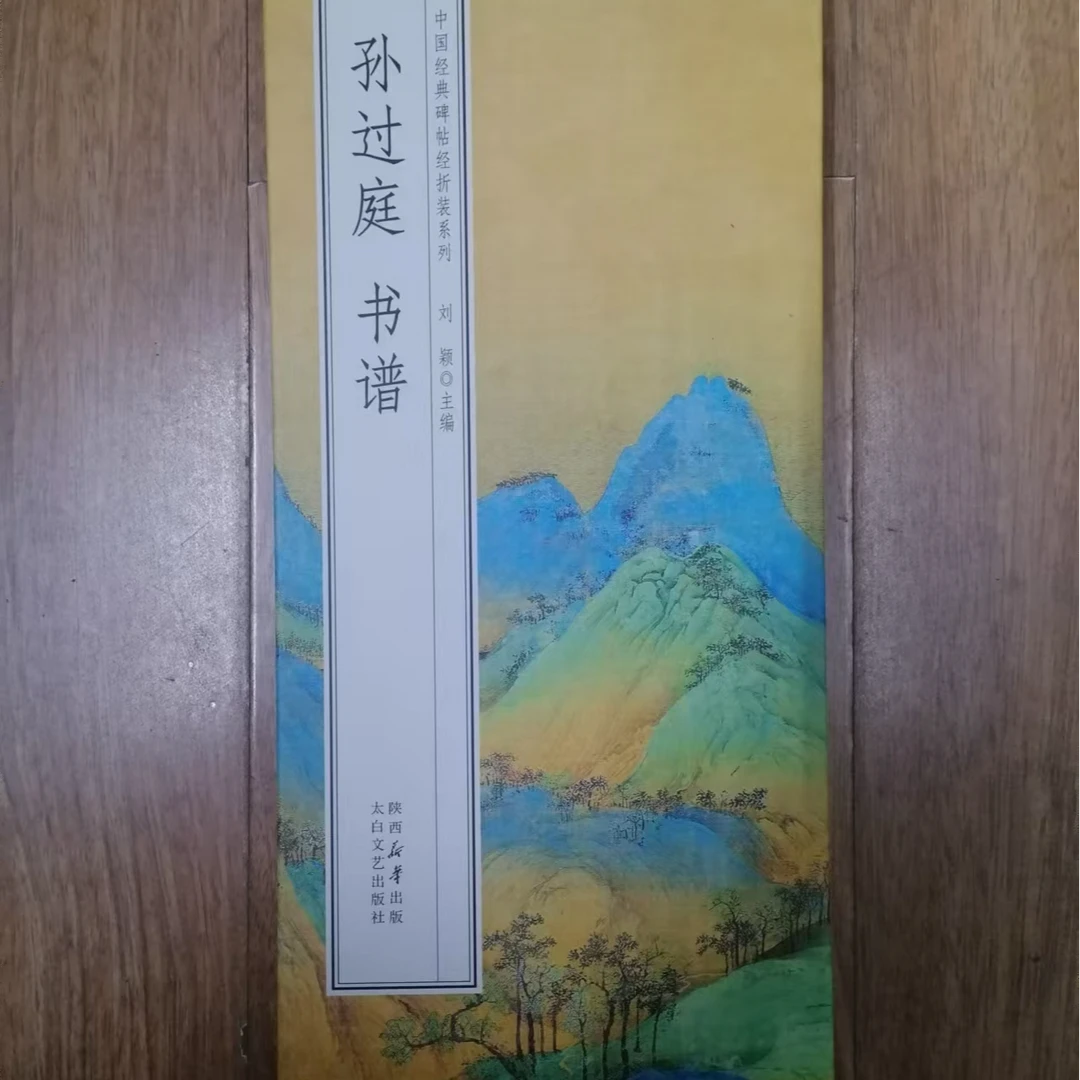 中国经典碑帖经折装系列 刘颖◎主编
孙过庭 书谱
陕西新华出版
太白文艺出版社